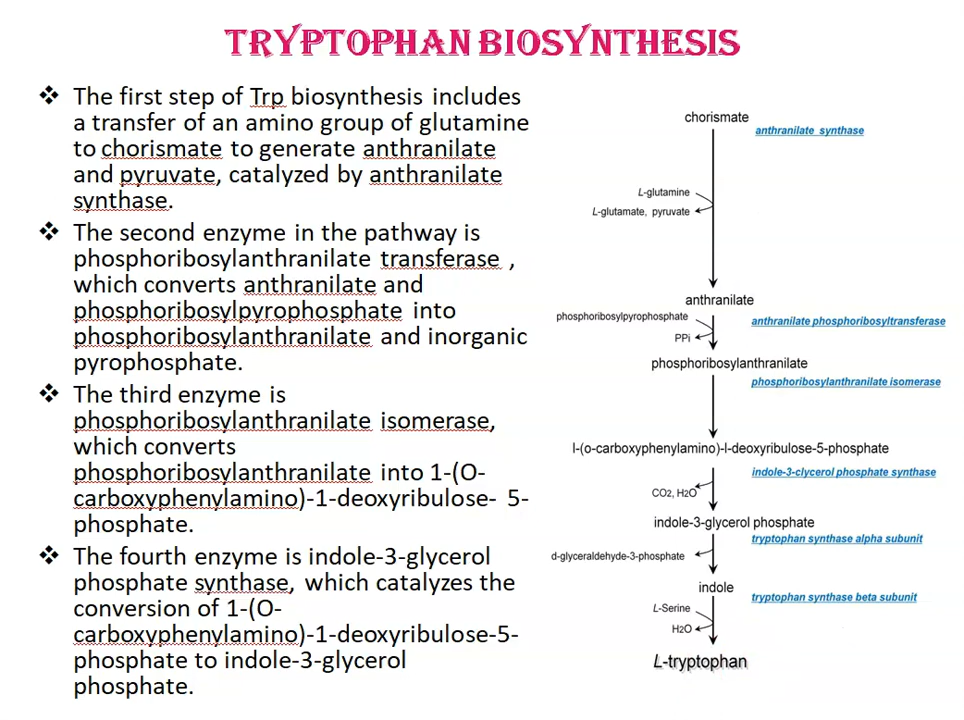 TRYPTOPHAN BIOSYNTHESIS
❖ The first step of Trp biosynthesis includes
a transfer of an amino group of glutamine
to chorismate to generate anthranilate
and pyruvate, catalyzed by anthranilate
synthase.
❖ The second enzyme in the pathway is
phosphoribosylanthranilate transferase ,
which converts anthranilate and
phosphoribosylpyrophosphate into
phosphoribosylanthranilate and inorganic
pyrophosphate.
❖ The third enzyme is
phosphoribosylanthranilate isomerase,
which converts
phosphoribosylanthranilate into 1-(O-
carboxyphenylamino)-1-deoxyribulose- 5-
phosphate.
❖ The fourth enzyme is indole-3-glycerol
phosphate synthase, which catalyzes the
conversion of 1-(O-
carboxyphenylamino)-1-deoxyribulose-5-
phosphate to indole-3-glycerol
phosphate.
chorismate
anthranilate synthase
L-glutamine
L-glutamate, pyruvate
anthranilate
phosphoribosylpyrophosphate
anthranilate phosphoribosyltransferase
PPi
phosphoribosylanthranilate
phosphoribosylanthranilate isomerase
l-(o-carboxyphenylamino)-l-deoxyribulose-5-phosphate
indole-3-clycerol phosphate synthase
CO2, H2O
indole-3-glycerol phosphate
tryptophan synthase alpha subunit
d-glyceraldehyde-3-phosphate
indole
tryptophan synthase beta subunit
L-Serine
H2O
L-tryptophan